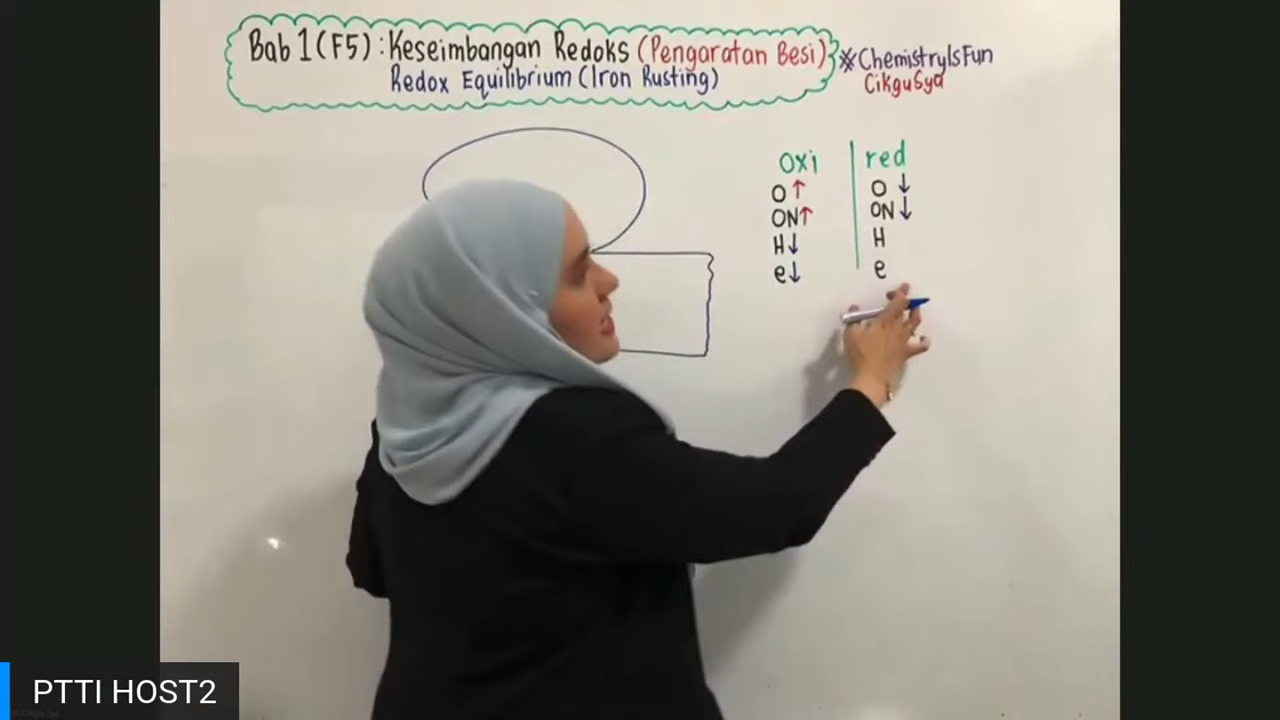 Bab 1 (F5) : Keseimbangan Redoks (Pengaratan Besi)
Redox Equilibrium (Iron Rusting)
#ChemistryIsFun
CikguSya
oxi
O ↑
ON↑
H↓
e↓
red
O ↓
ON ↓
H
e
PTTI HOST2